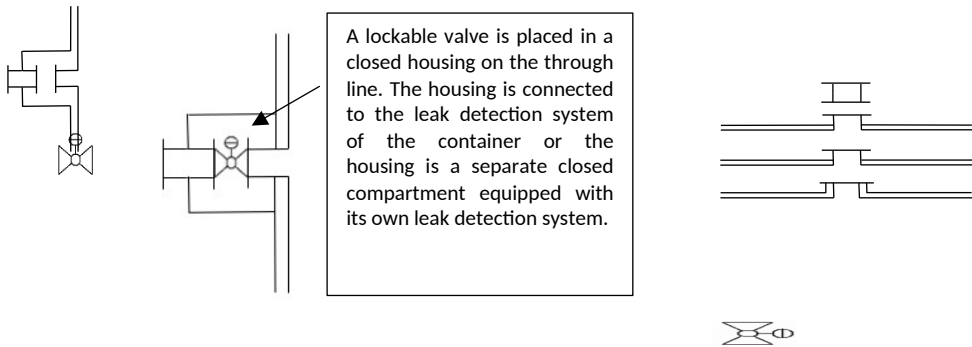 A lockable valve is placed in a
closed housing on the through
line. The housing is connected
to the leak detection system
of the container or the
housing is a separate closed
compartment equipped with
its own leak detection system.